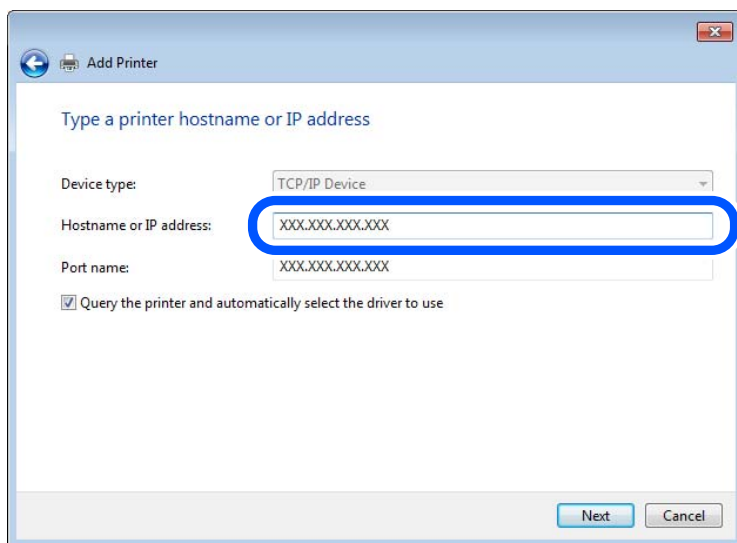 Add Printer
Type a printer hostname or IP address
Device type: TCP/IP Device
Hostname or IP address: XXX.XXX.XXX.XXX
Port name: XXX.XXX.XXX.XXX
Query the printer and automatically select the driver to use
Next Cancel